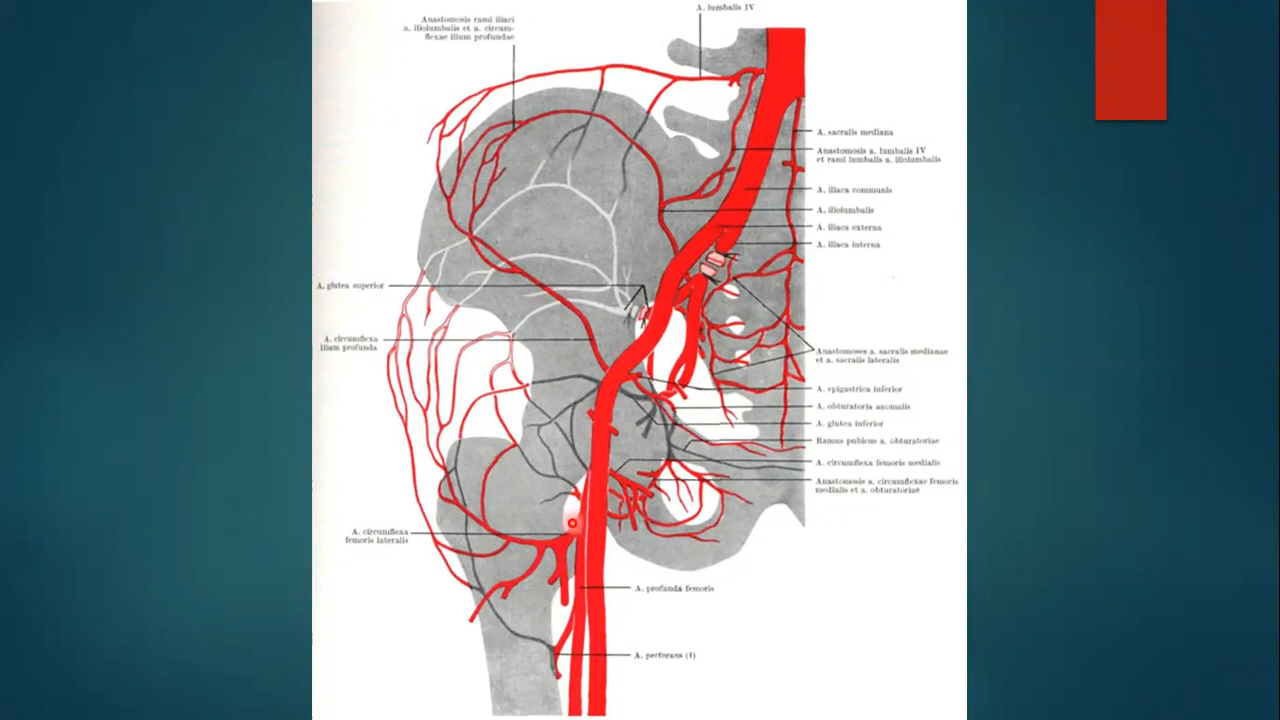 A. lumbalis IV
Anastomosis rami iliaci
a. iliolumbalis et a. circum-
flexae ilium profundae
A. sacralis mediana
Anastomosis a. lumbalis IV
et rami lumbalis a. iliolumbalis
A. iliaca communis
A. iliolumbalis
A. iliaca externa
A. iliaca interna
A. glutea superior
A. circumflexa
ilium profunda
Anastomoses a. sacralis medianae
et a. sacralis lateralis
A. epigastrica inferior
A. obturatoria anomalis
A. glutea inferior
Ramus pubicus a. obturatoriae
A. circumflexa femoris medialis
Anastomosis a. circumflexae femoris
medialis et a. obturatoriae
A. circumflexa
femoris lateralis
A. profunda femoris
A. perforans (I)